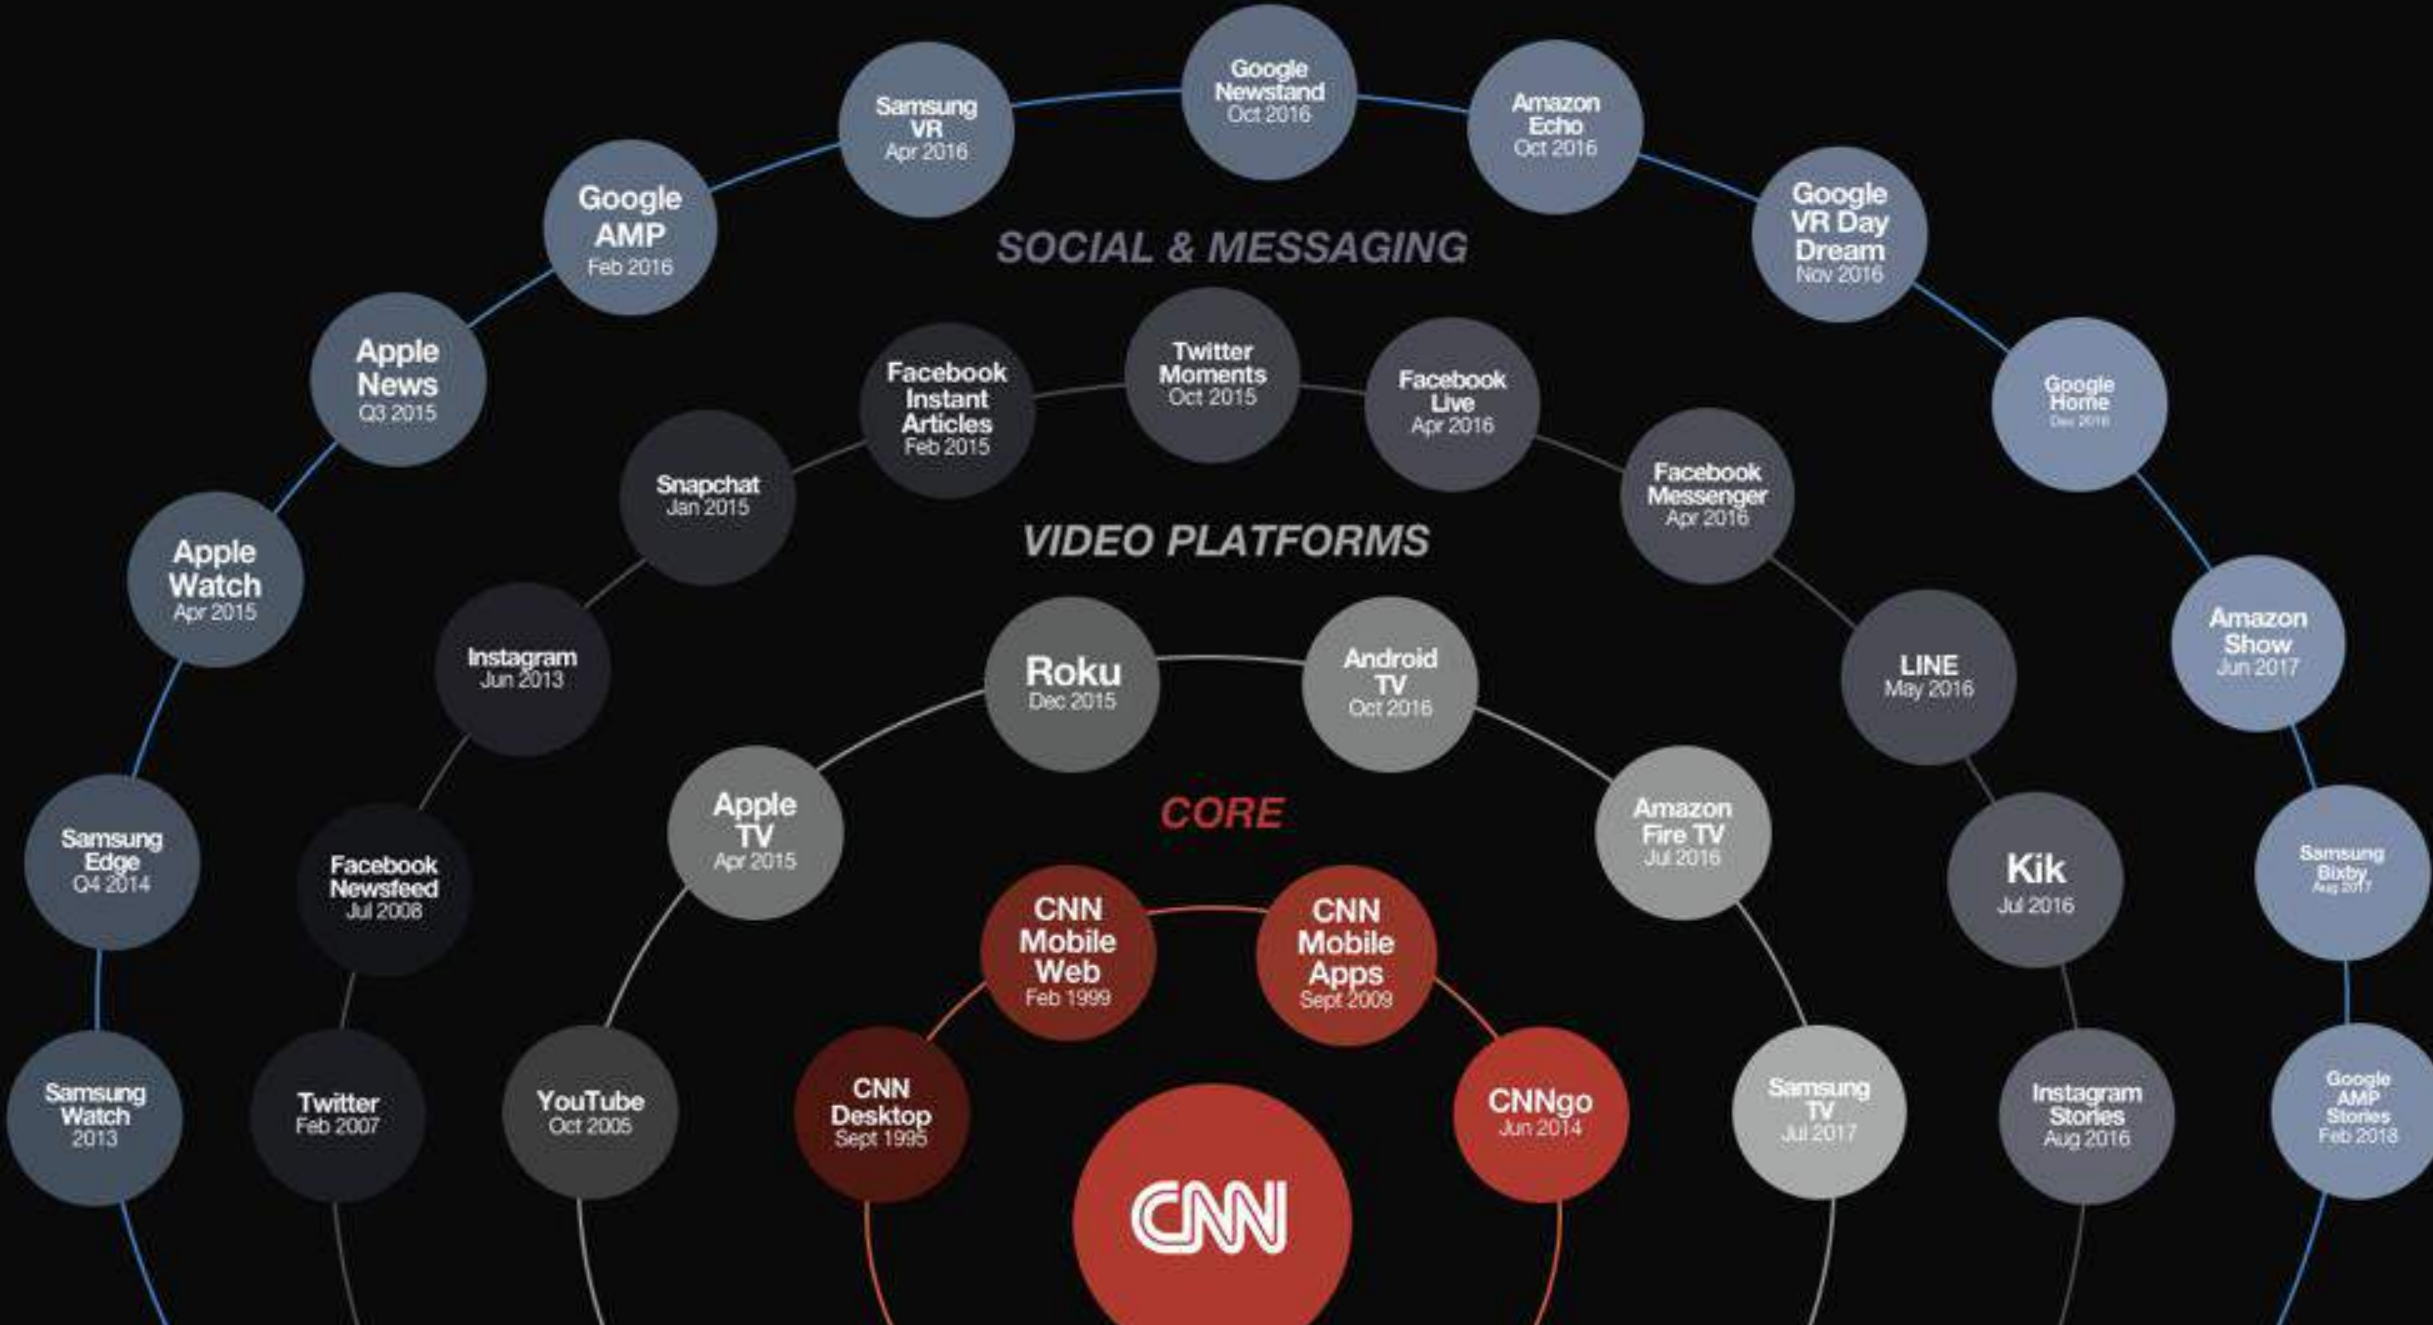 Google
Newstand
Oct 2016
Samsung
VR
Apr 2016
Amazon
Echo
Oct 2016
Google
AMP
Feb 2016
Google
VR Day
Dream
Nov 2016
Apple
News
Q3 2015
Google
Home
Dec 2016
Apple
Watch
Apr 2015
Amazon
Show
Jun 2017
Samsung
Edge
Q4 2014
Samsung
Bixby
Aug 2017
Samsung
Watch
2013
Google
AMP
Stories
Feb 2018
SOCIAL & MESSAGING
Twitter
Moments
Oct 2015
Facebook
Instant
Articles
Feb 2015
Facebook
Live
Apr 2016
Snapchat
Jan 2015
Facebook
Messenger
Apr 2016
Instagram
Jun 2013
LINE
May 2016
Facebook
Newsfeed
Jul 2008
Kik
Jul 2016
Twitter
Feb 2007
Instagram
Stories
Aug 2016
VIDEO PLATFORMS
Roku
Dec 2015
Android
TV
Oct 2016
Apple
TV
Apr 2015
Amazon
Fire TV
Jul 2016
YouTube
Oct 2005
Samsung
TV
Jul 2017
CORE
CNN
Mobile
Web
Feb 1999
CNN
Mobile
Apps
Sept 2009
CNN
Desktop
Sept 1995
CNNgo
Jun 2014
CNN